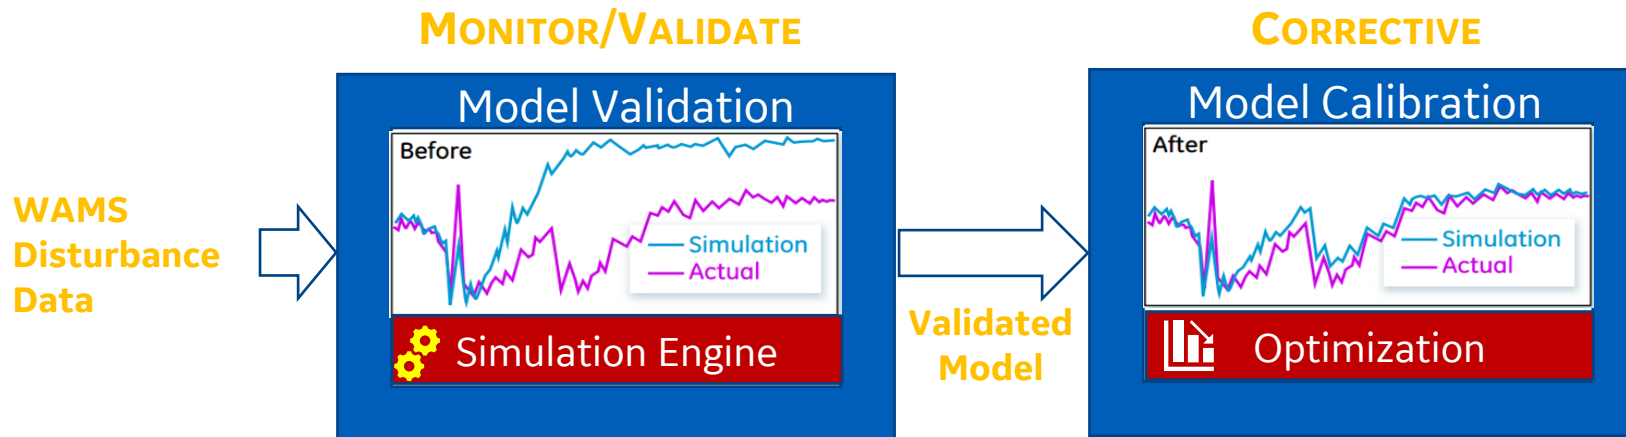 MONITOR/VALIDATE
CORRECTIVE
Model Validation
Before
Simulation
Actual
Simulation Engine
WAMS
Disturbance
Data
Validated
Model
Model Calibration
After
Simulation
Actual
Optimization